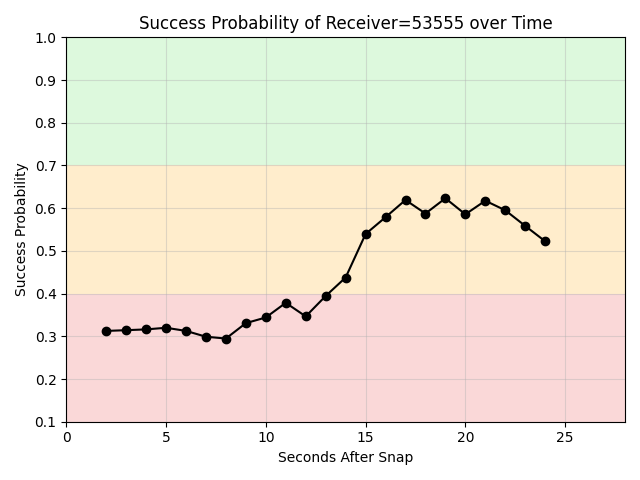 Success Probability of Receiver=53555 over Time
1.0
0.9
0.8
0.7
0.6
0.5
0.4
0.3
0.2
0.1
Success Probability
0 5 10 15 20 25
Seconds After Snap